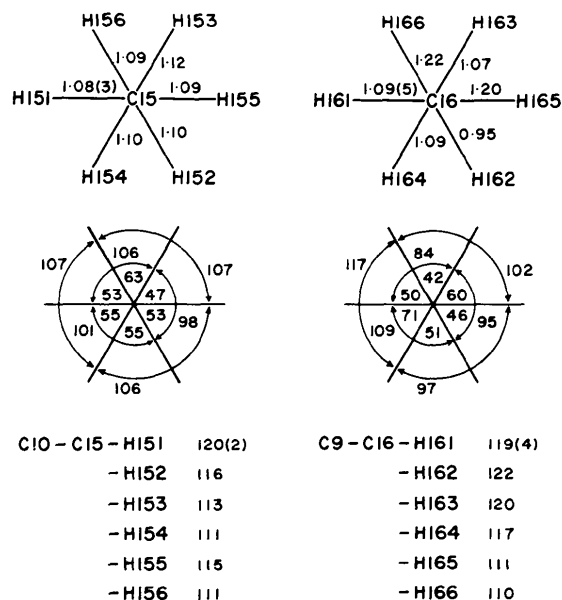 H156 H153 H166 H163
1·09 1·12 1·22 1·07
H151 1·08(3) C15 1·09 H155 H161 1·09(5) C16 1·20 H165
1·10 1·10 1·09 0·95
H154 H152 H164 H162
107 106 107 117 84 102
63 42
53 47 50 60
55 53 71 46
101 55 98 109 51 95
106 97
C10 – C15 – H151 120(2) C9 – C16 – H161 119(4)
– H152 116 – H162 122
– H153 113 – H163 120
– H154 111 – H164 117
– H155 115 – H165 111
– H156 111 – H166 110